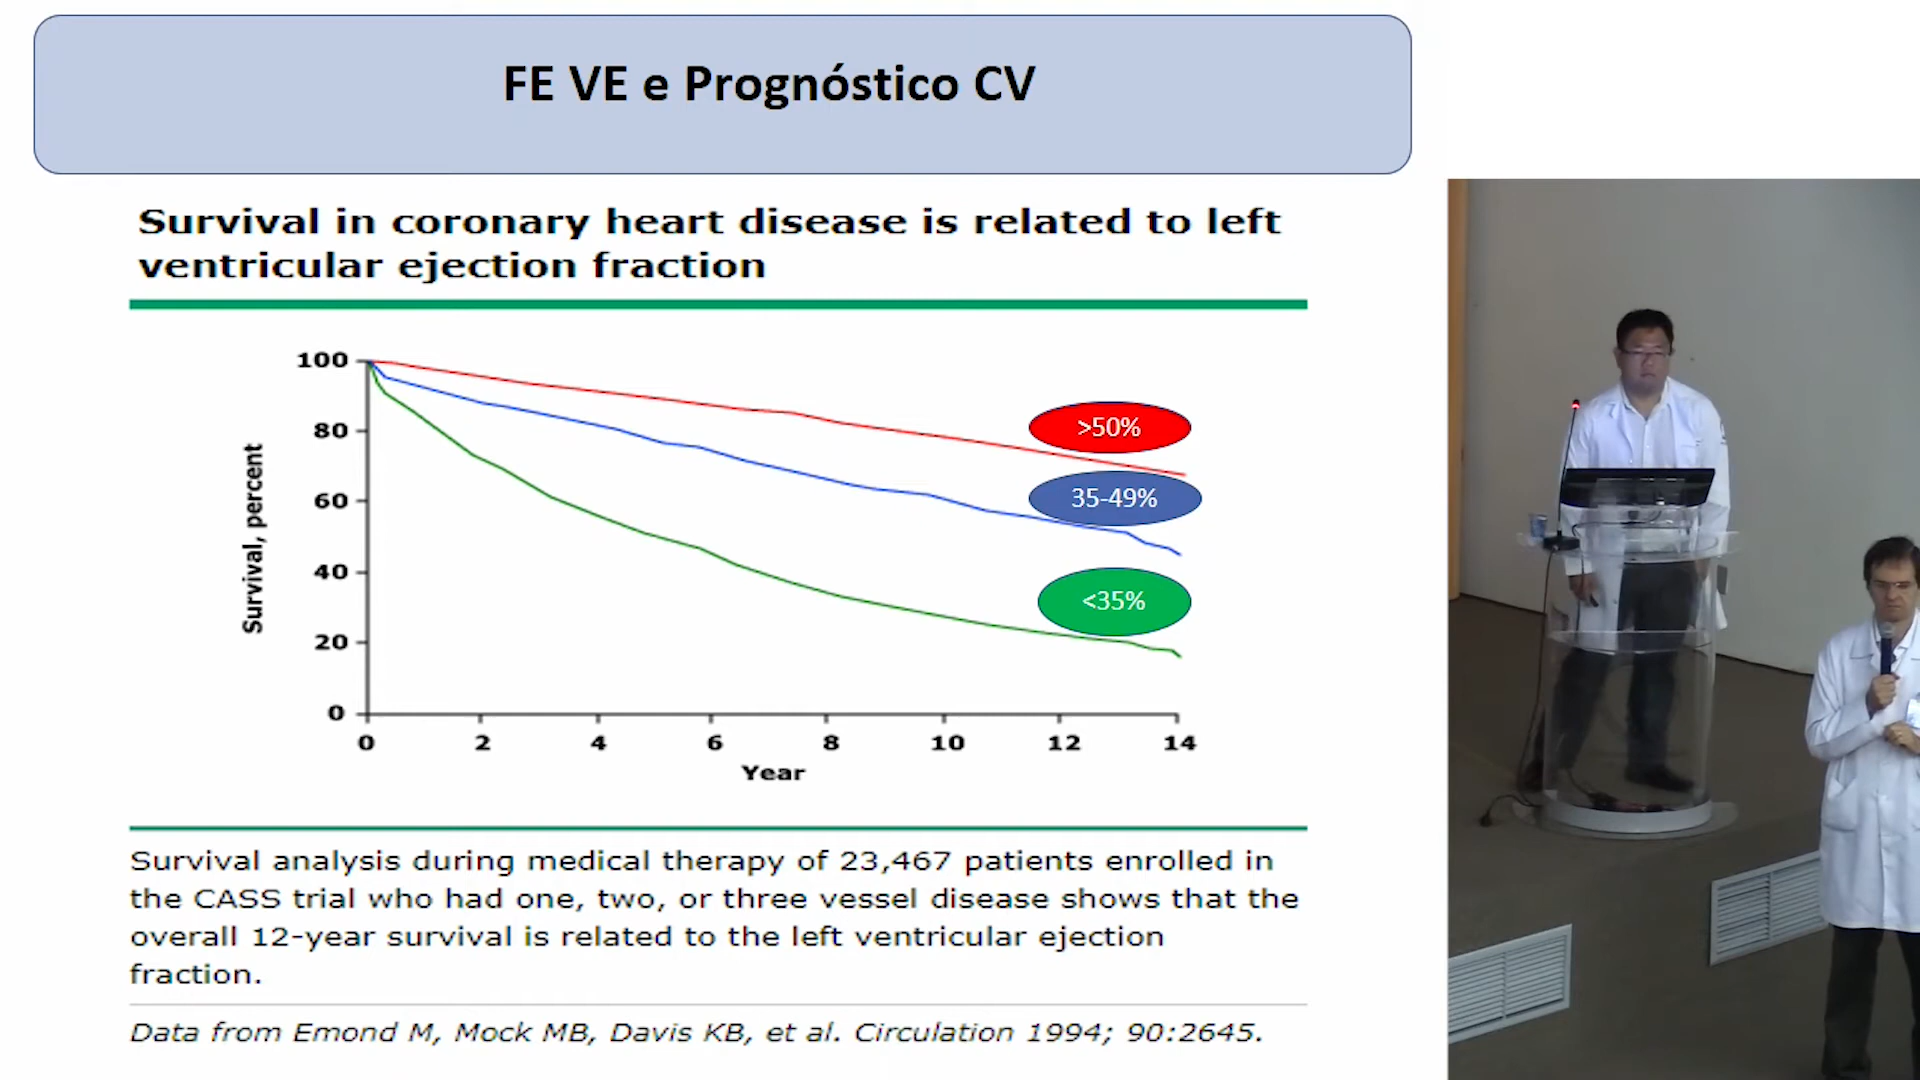 FE VE e Prognóstico CV
Survival in coronary heart disease is related to left
ventricular ejection fraction
Survival, percent
100
80
60
40
20
0
>50%
35-49%
<35%
0 2 4 6 8 10 12 14
Year
Survival analysis during medical therapy of 23,467 patients enrolled in
the CASS trial who had one, two, or three vessel disease shows that the
overall 12-year survival is related to the left ventricular ejection
fraction.
Data from Emond M, Mock MB, Davis KB, et al. Circulation 1994; 90:2645.